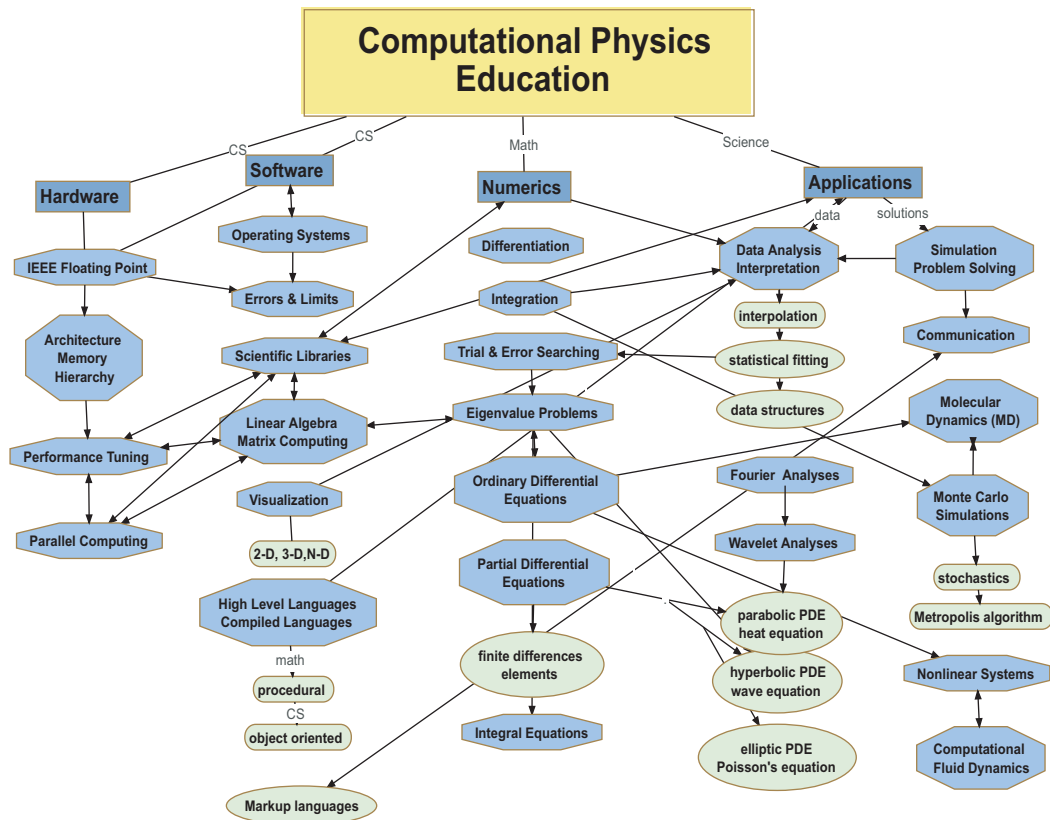 Computational Physics
Education
CS
CS
Math
Science
Hardware
Software
Numerics
Applications
data
solutions
IEEE Floating Point
Operating Systems
Differentiation
Data Analysis
Interpretation
Simulation
Problem Solving
Errors & Limits
Integration
interpolation
Communication
Architecture
Memory
Hierarchy
Scientific Libraries
Trial & Error Searching
statistical fitting
Linear Algebra
Matrix Computing
Eigenvalue Problems
data structures
Molecular
Dynamics (MD)
Performance Tuning
Visualization
Ordinary Differential
Equations
Fourier Analyses
Monte Carlo
Simulations
Parallel Computing
2-D, 3-D,N-D
Partial Differential
Equations
Wavelet Analyses
stochastics
High Level Languages
Compiled Languages
parabolic PDE
heat equation
Metropolis algorithm
math
procedural
finite differences
elements
hyperbolic PDE
wave equation
Nonlinear Systems
CS
object oriented
Integral Equations
elliptic PDE
Poisson's equation
Computational
Fluid Dynamics
Markup languages